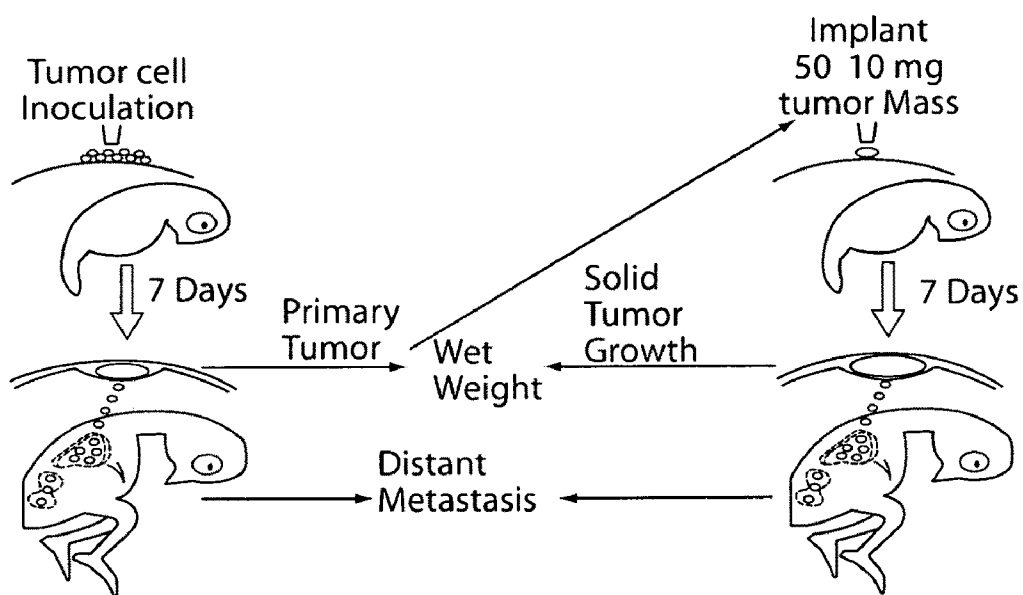 Tumor cell
Inoculation
Implant
50 10 mg
tumor Mass
7 Days
7 Days
Primary
Tumor
Wet
Weight
Solid
Tumor
Growth
Distant
Metastasis